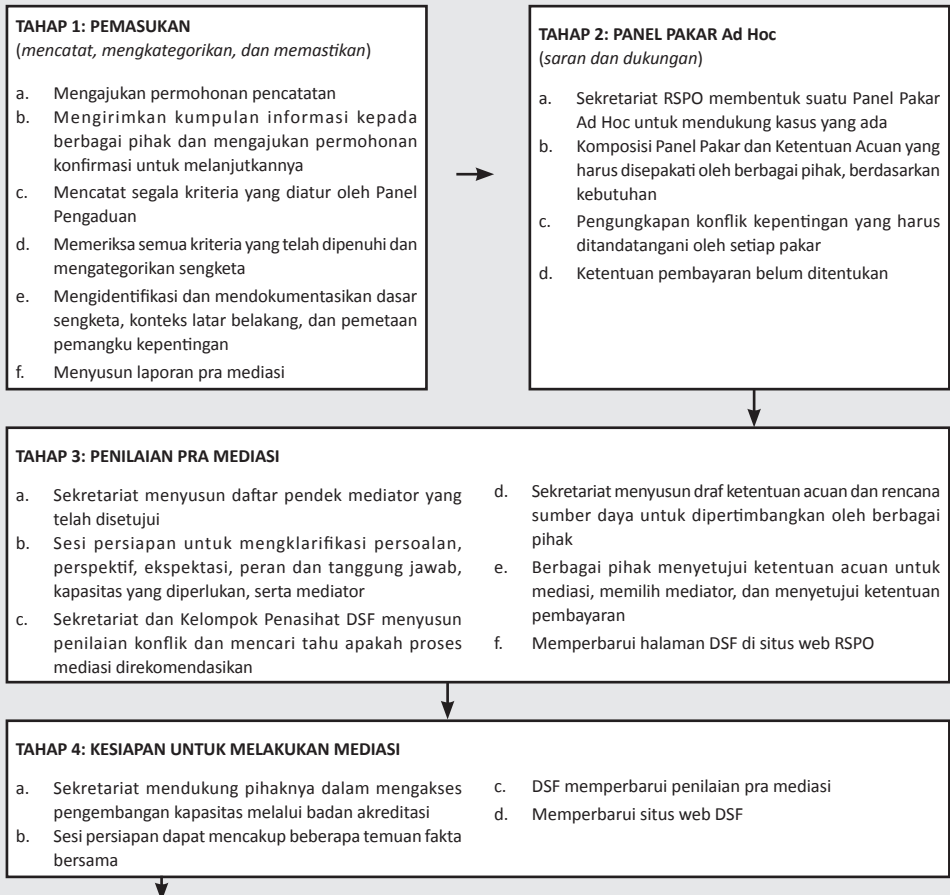 TAHAP 1: PEMASUKAN
(mencatat, mengkategorikan, dan memastikan)
a. Mengajukan permohonan pencatatan
b. Mengirimkan kumpulan informasi kepada
berbagai pihak dan mengajukan permohonan
konfirmasi untuk melanjutkannya
c. Mencatat segala kriteria yang diatur oleh Panel
Pengaduan
d. Memeriksa semua kriteria yang telah dipenuhi dan
mengategorikan sengketa
e. Mengidentifikasi dan mendokumentasikan dasar
sengketa, konteks latar belakang, dan pemetaan
pemangku kepentingan
f. Menyusun laporan pra mediasi
TAHAP 2: PANEL PAKAR Ad Hoc
(saran dan dukungan)
a. Sekretariat RSPO membentuk suatu Panel Pakar
Ad Hoc untuk mendukung kasus yang ada
b. Komposisi Panel Pakar dan Ketentuan Acuan yang
harus disepakati oleh berbagai pihak, berdasarkan
kebutuhan
c. Pengungkapan konflik kepentingan yang harus
ditandatangani oleh setiap pakar
d. Ketentuan pembayaran belum ditentukan
TAHAP 3: PENILAIAN PRA MEDIASI
a. Sekretariat menyusun daftar pendek mediator yang
telah disetujui
b. Sesi persiapan untuk mengklarifikasi persoalan,
perspektif, ekspektasi, peran dan tanggung jawab,
kapasitas yang diperlukan, serta mediator
c. Sekretariat dan Kelompok Penasihat DSF menyusun
penilaian konflik dan mencari tahu apakah proses
mediasi direkomendasikan
d. Sekretariat menyusun draf ketentuan acuan dan rencana
sumber daya untuk dipertimbangkan oleh berbagai
pihak
e. Berbagai pihak menyetujui ketentuan acuan untuk
mediasi, memilih mediator, dan menyetujui ketentuan
pembayaran
f. Memperbarui halaman DSF di situs web RSPO
TAHAP 4: KESIAPAN UNTUK MELAKUKAN MEDIASI
a. Sekretariat mendukung pihaknya dalam mengakses
pengembangan kapasitas melalui badan akreditasi
b. Sesi persiapan dapat mencakup beberapa temuan fakta
bersama
c. DSF memperbarui penilaian pra mediasi
d. Memperbarui situs web DSF